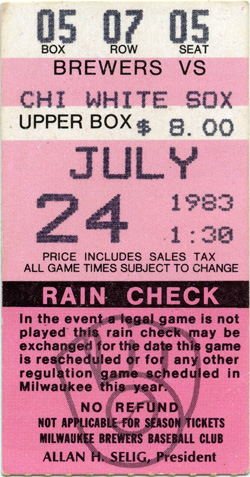 05 07 05
BOX ROW SEAT
BREWERS VS
CHI WHITE SOX
UPPER BOX $ 8.00
JULY
24 1983
1:30
PRICE INCLUDES SALES TAX
ALL GAME TIMES SUBJECT TO CHANGE
RAIN CHECK
In the event a legal game is not
played this rain check may be
exchanged for the date this game
is rescheduled or for any other
regulation game scheduled in
Milwaukee this year.
NO REFUND
NOT APPLICABLE FOR SEASON TICKETS
MILWAUKEE BREWERS BASEBALL CLUB
ALLAN H. SELIG, President